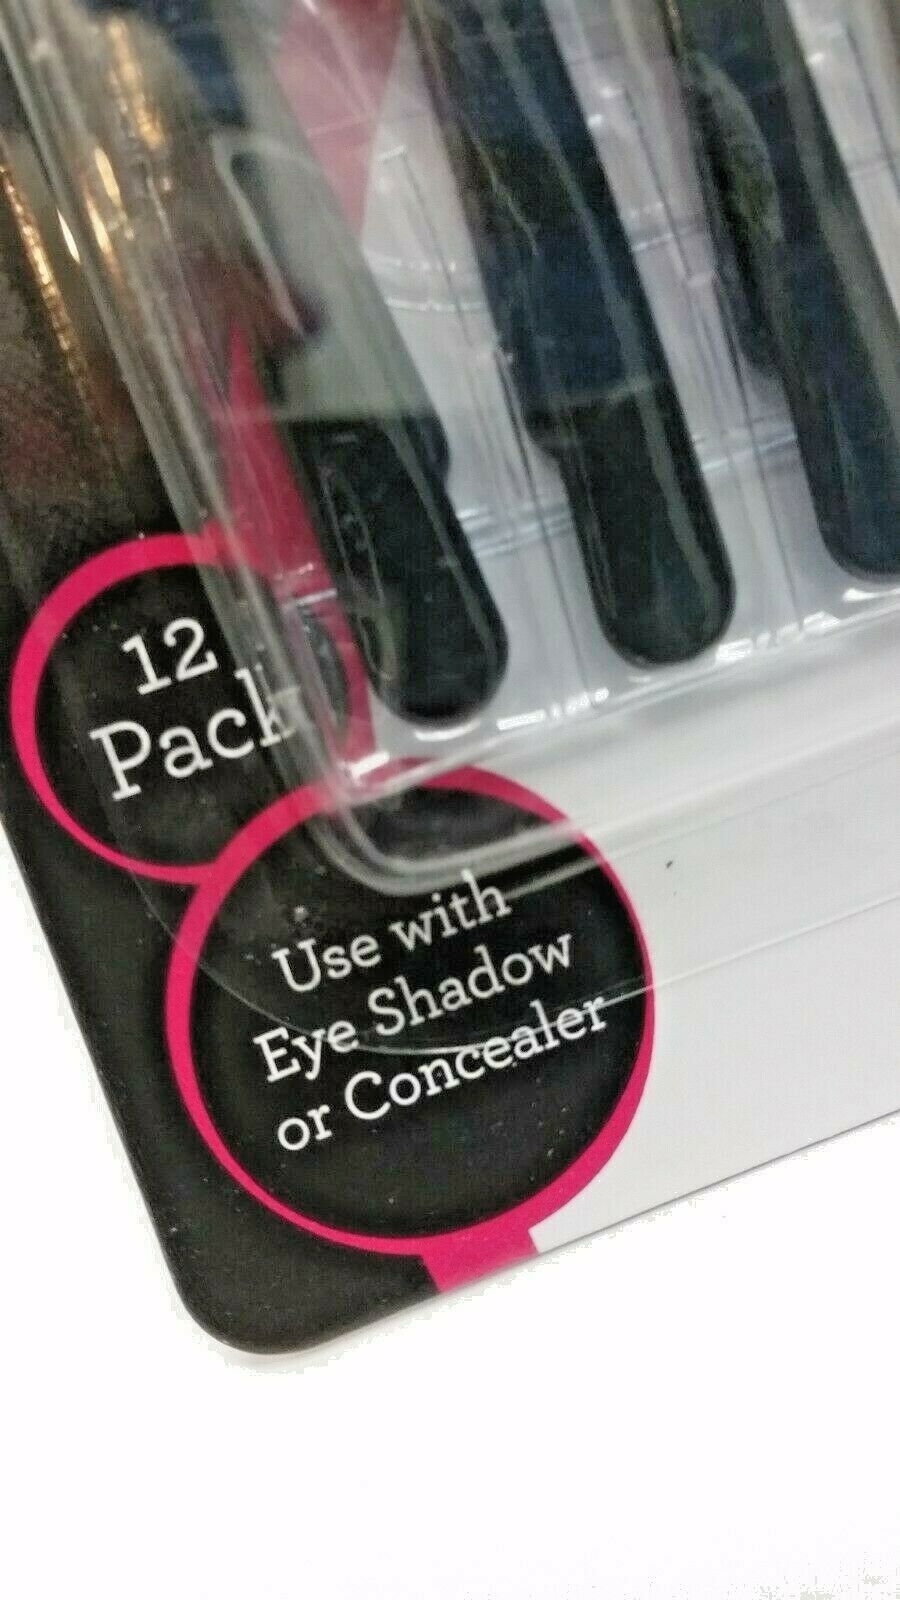 12
Pack
Use with
Eye Shadow
or Concealer